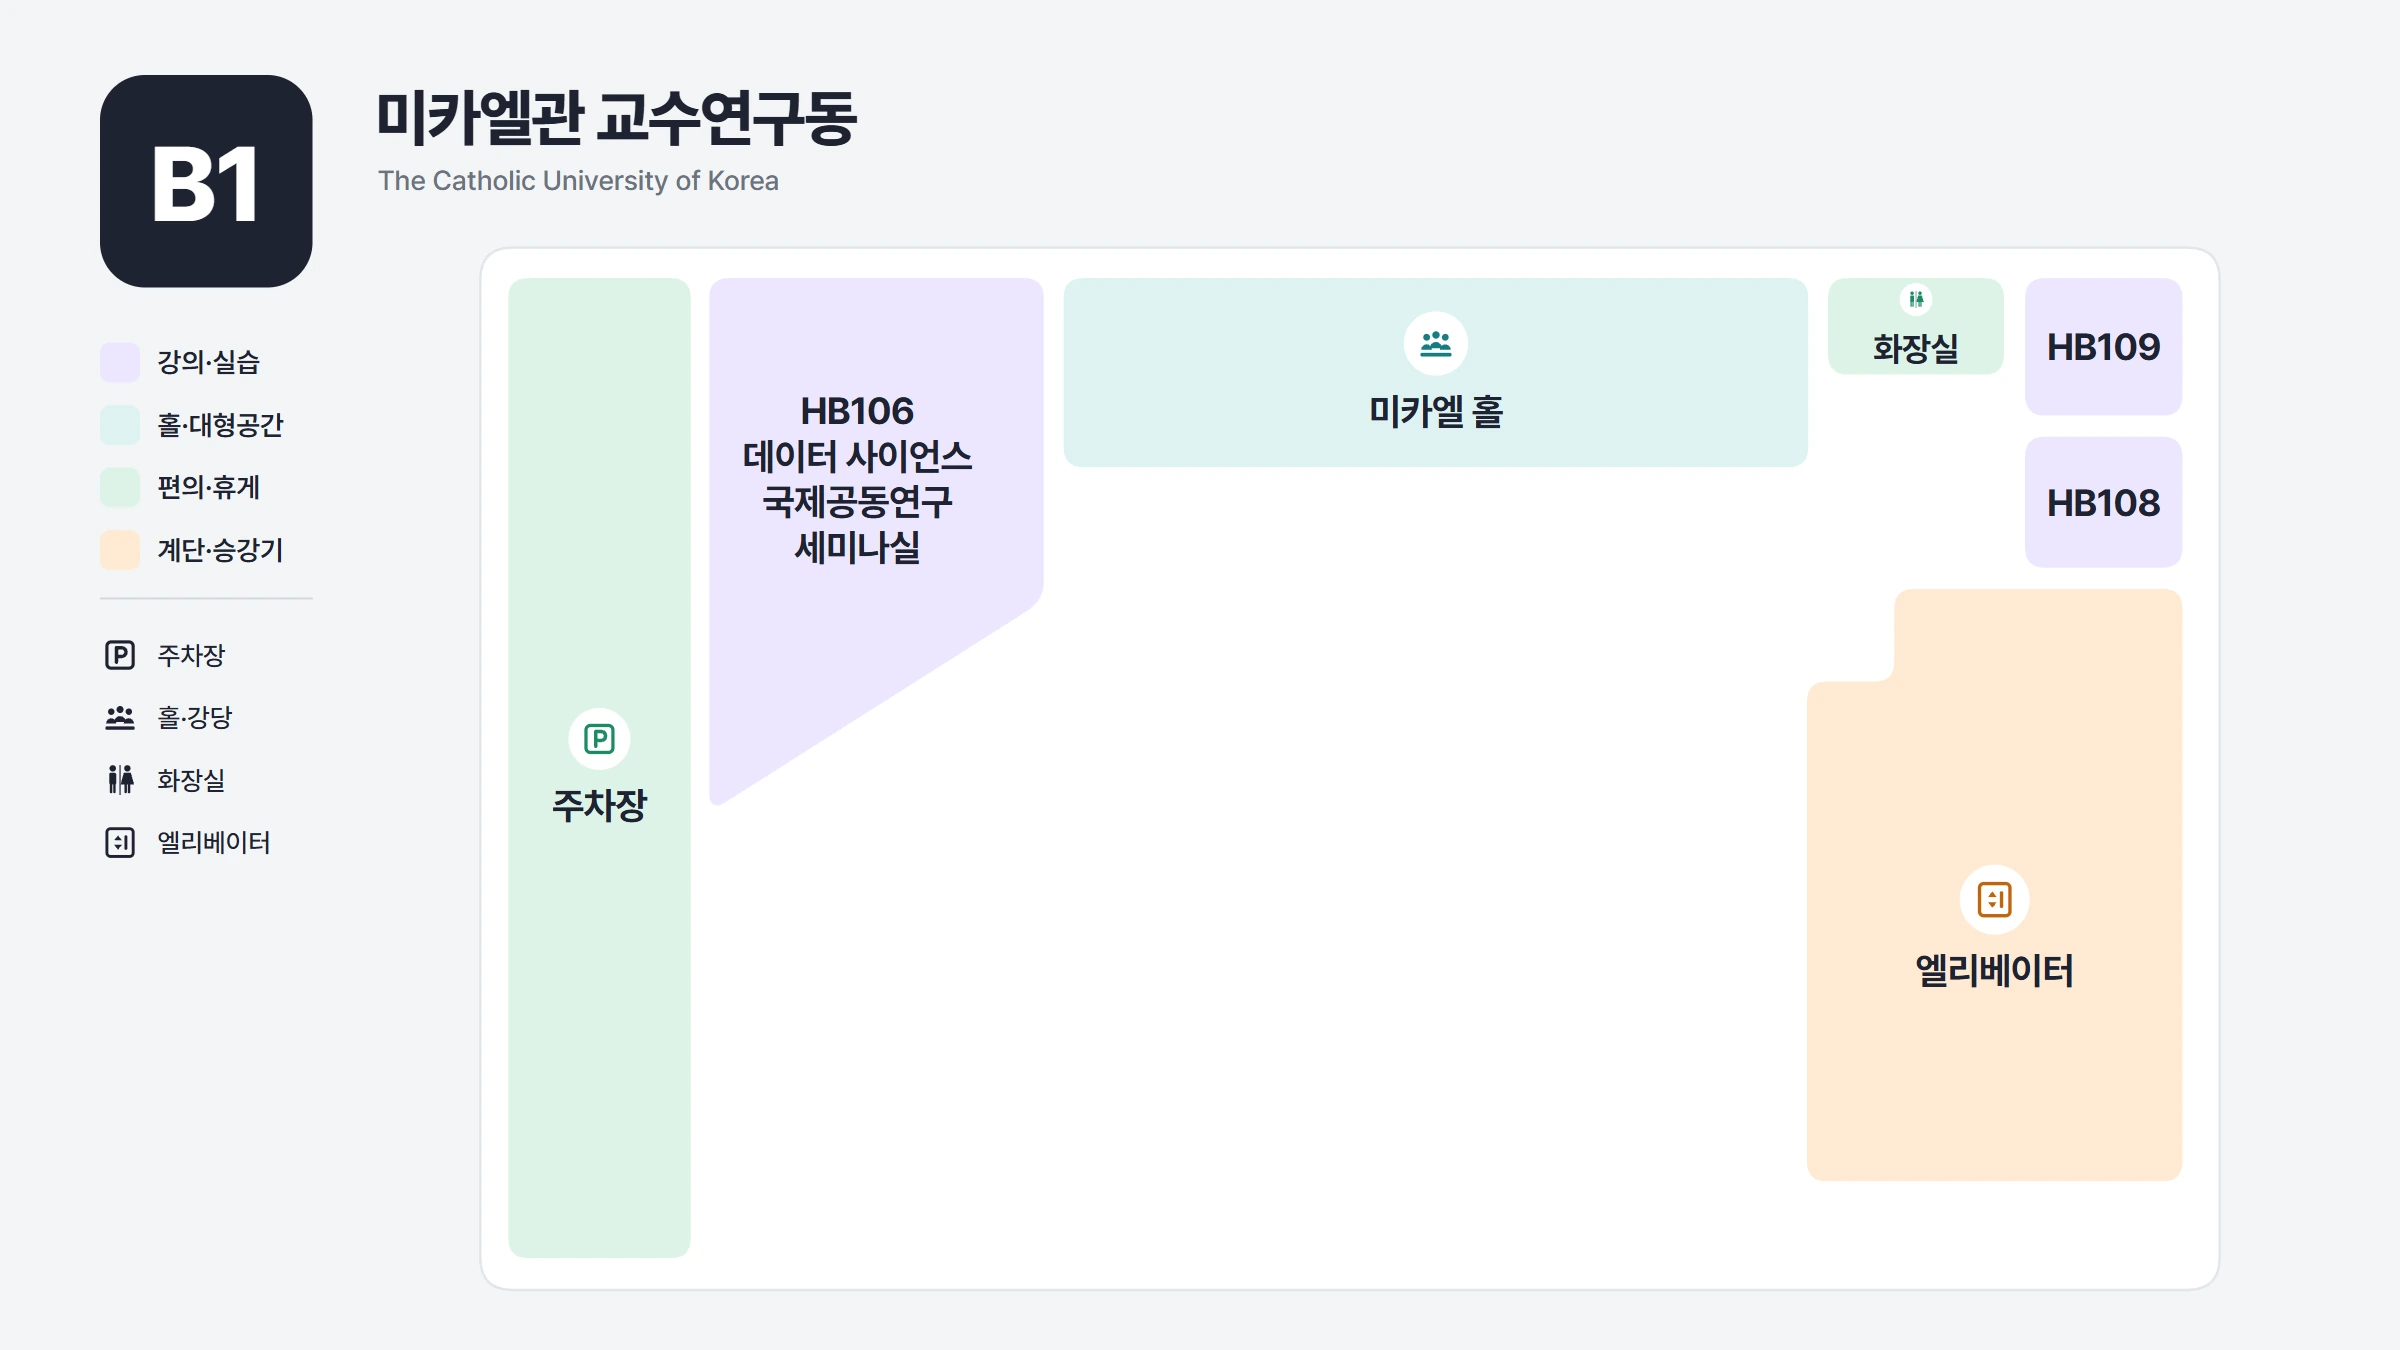 B1
미카엘관 교수연구동
The Catholic University of Korea
강의·실습
홀·대형공간
편의·휴게
계단·승강기
주차장
홀·강당
화장실
엘리베이터
주차장
HB106
데이터 사이언스
국제공동연구
세미나실
미카엘 홀
화장실
HB109
HB108
엘리베이터